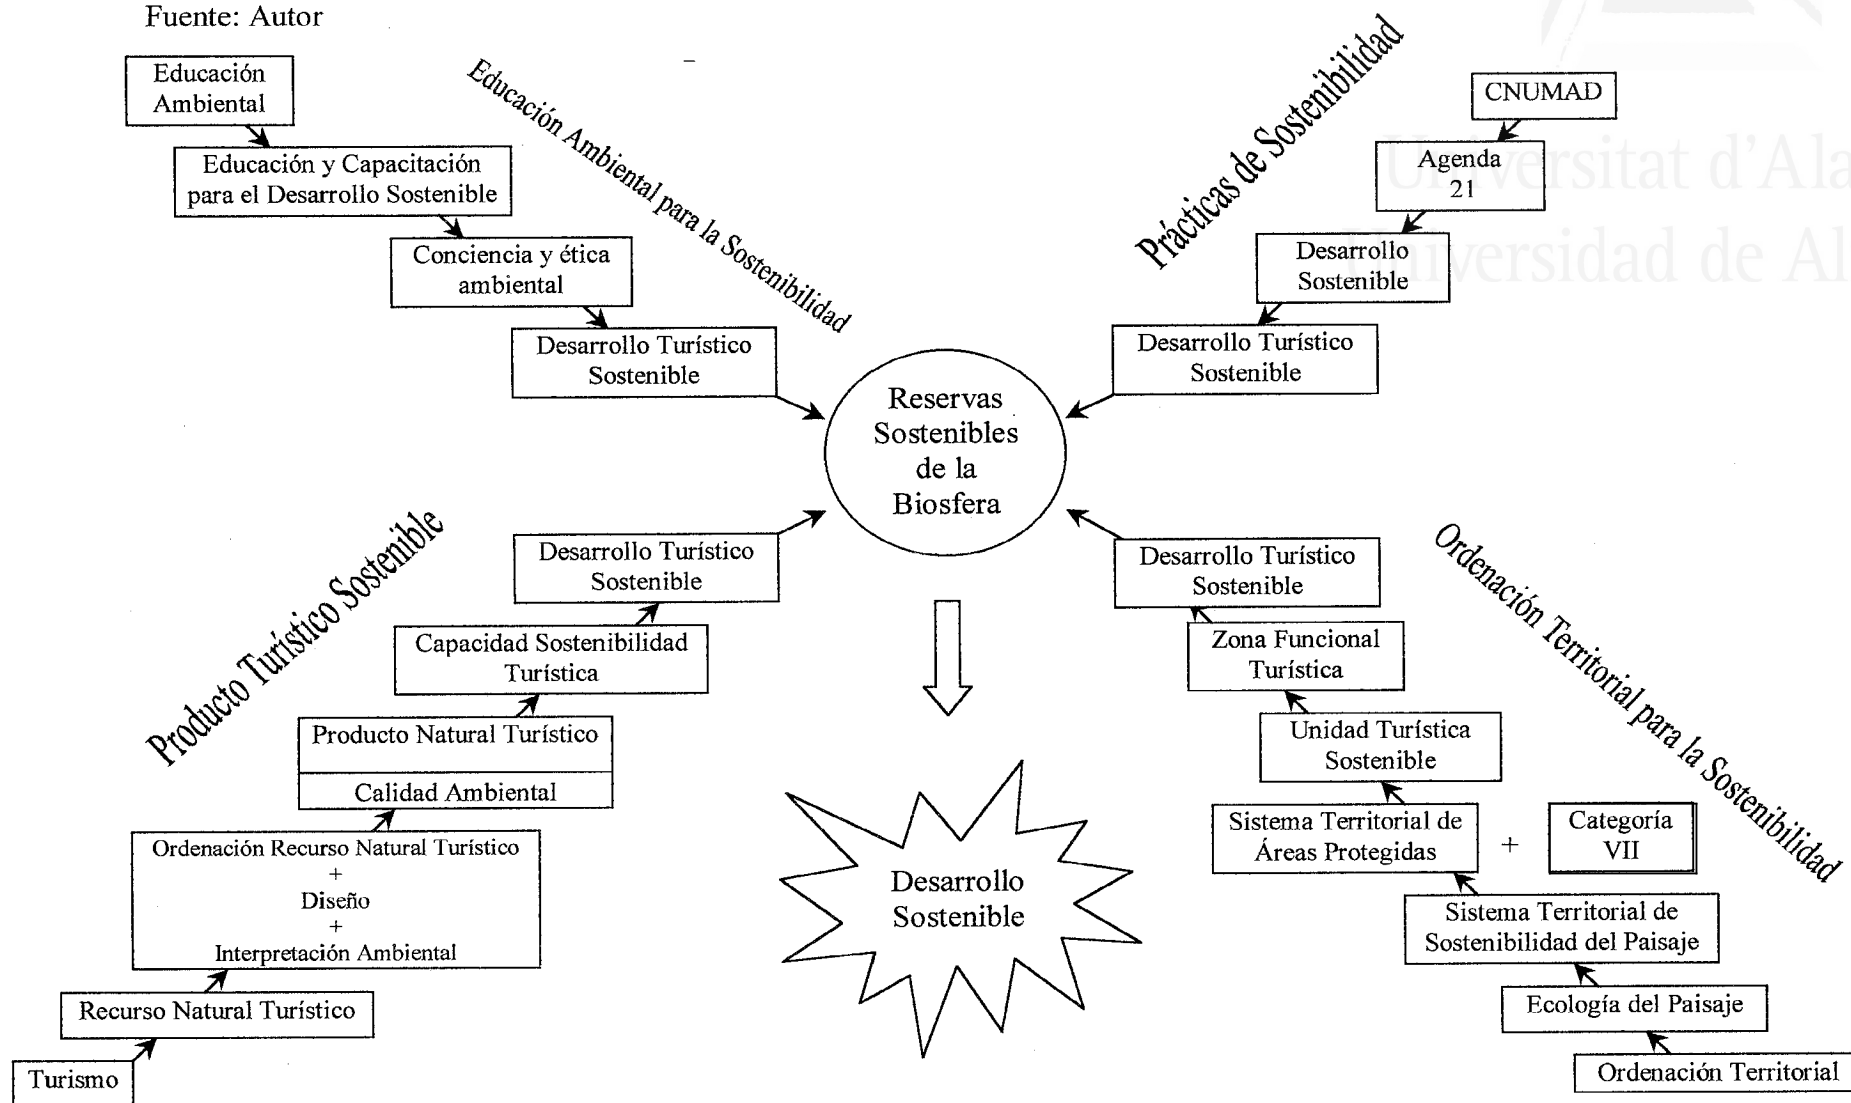 Fuente: Autor
Educación
Ambiental
Educación y Capacitación
para el Desarrollo Sostenible
Conciencia y ética
ambiental
Desarrollo Turístico
Sostenible
Educación Ambiental para la Sostenibilidad
Prácticas de Sostenibilidad
CNUMAD
Agenda
21
Desarrollo
Sostenible
Desarrollo Turístico
Sostenible
Universitat d'Ala
Universidad de Al
Reservas
Sostenibles
de la
Biosfera
Producto Turístico Sostenible
Desarrollo Turístico
Sostenible
Capacidad Sostenibilidad
Turística
Producto Natural Turístico
Calidad Ambiental
Ordenación Recurso Natural Turístico
+
Diseño
+
Interpretación Ambiental
Recurso Natural Turístico
Turismo
Desarrollo
Sostenible
Ordenación Territorial para la Sostenibilidad
Desarrollo Turístico
Sostenible
Zona Funcional
Turística
Unidad Turística
Sostenible
Sistema Territorial de
Áreas Protegidas
+
Categoría
VII
Sistema Territorial de
Sostenibilidad del Paisaje
Ecología del Paisaje
Ordenación Territorial